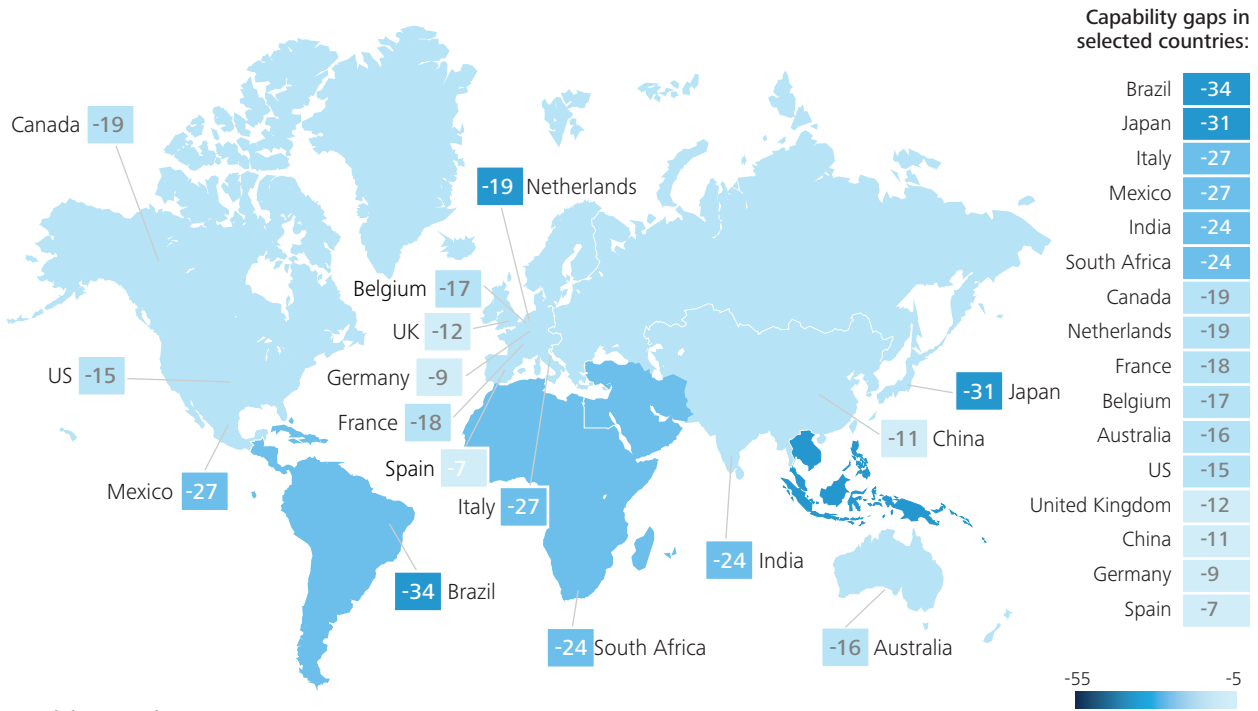 Capability gaps in
selected countries:
Canada -19
-19 Netherlands
Belgium -17
UK -12
US -15
Germany -9
-31 Japan
France -18
-11 China
Spain -7
Mexico -27
Italy -27
-24 India
-34 Brazil
-24 South Africa
-16 Australia
Brazil -34
Japan -31
Italy -27
Mexico -27
India -24
South Africa -24
Canada -19
Netherlands -19
France -18
Belgium -17
Australia -16
US -15
United Kingdom -12
China -11
Germany -9
Spain -7
-55 -5